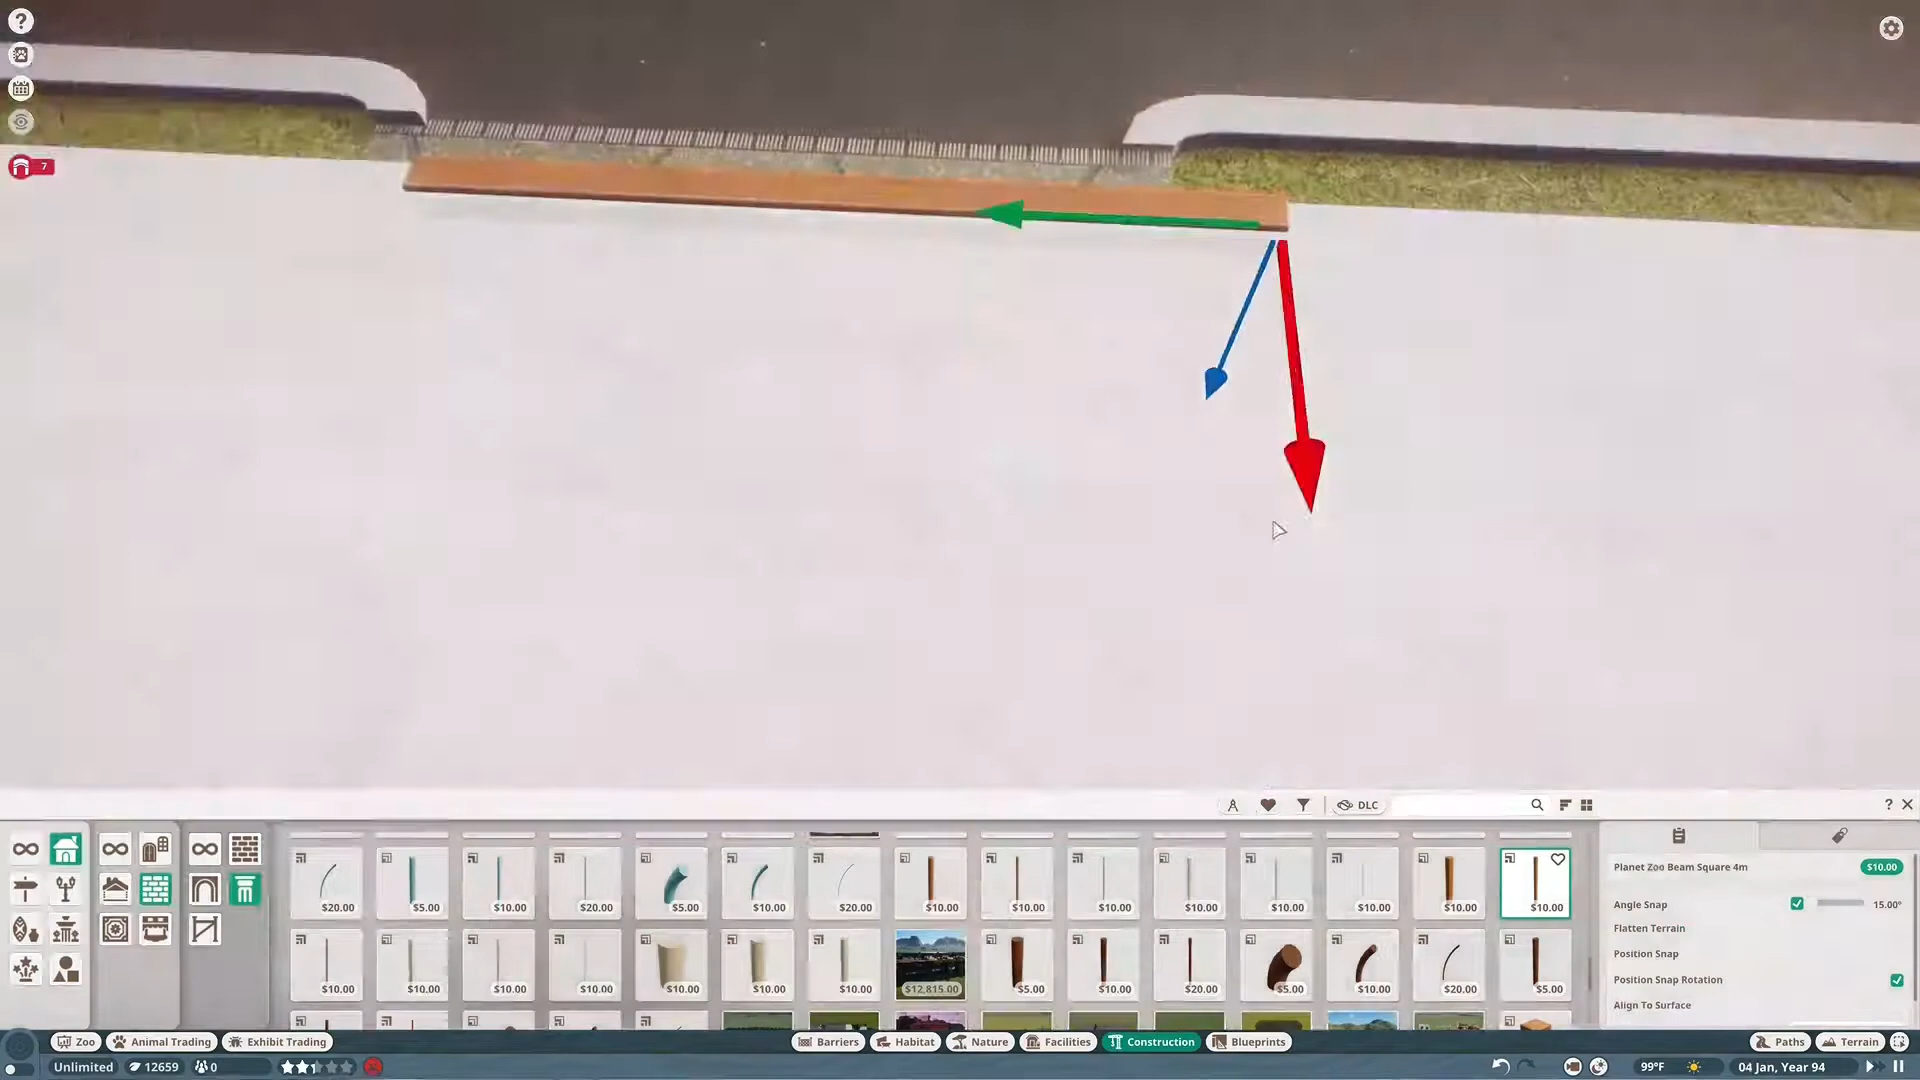 ?
7
DLC
?
$20.00 $5.00 $10.00 $20.00 $5.00 $10.00 $20.00 $10.00 $10.00 $10.00 $10.00 $10.00 $10.00 $10.00 $10.00
$10.00 $10.00 $10.00 $10.00 $10.00 $10.00 $10.00 $12,815.00 $5.00 $10.00 $20.00 $5.00 $10.00 $20.00 $5.00
Planet Zoo Beam Square 4m $10.00
Angle Snap 15.00°
Flatten Terrain
Position Snap
Position Snap Rotation
Align To Surface
Zoo Animal Trading Exhibit Trading Barriers Habitat Nature Facilities Construction Blueprints Paths Terrain
Unlimited 12659 0 99°F 04 Jan, Year 94